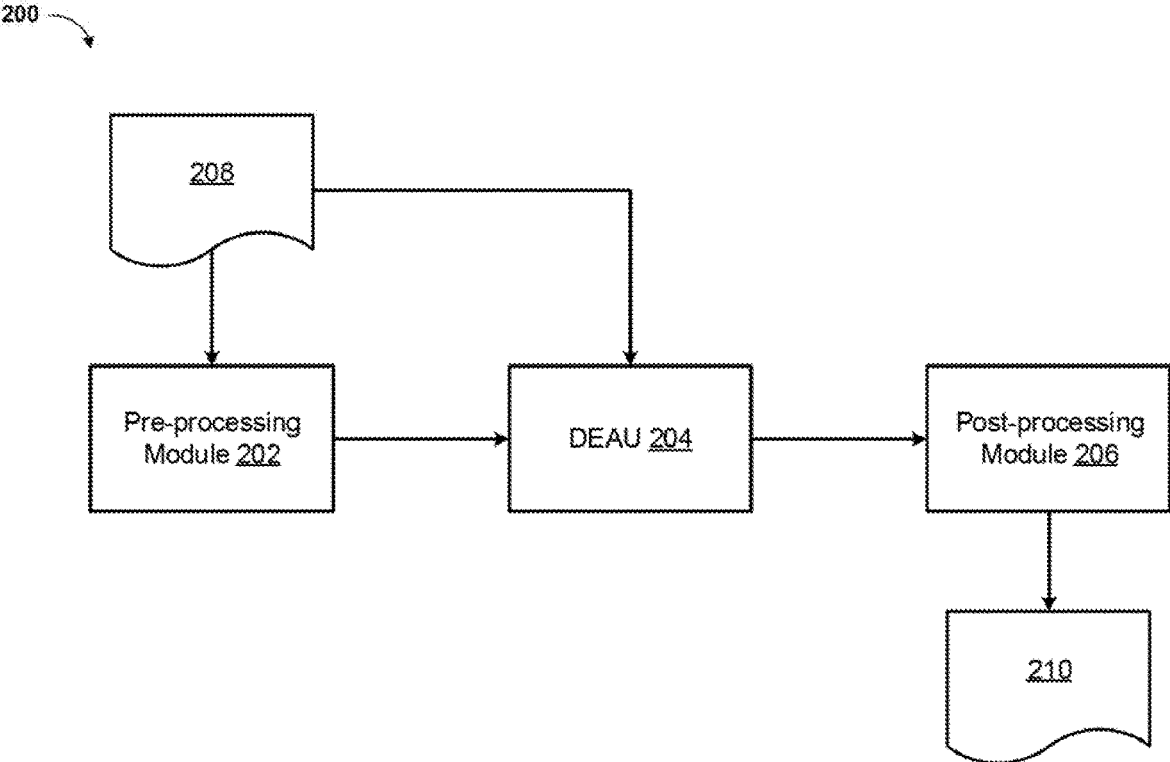 200
208
Pre-processing
Module 202
DEAU 204
Post-processing
Module 206
210